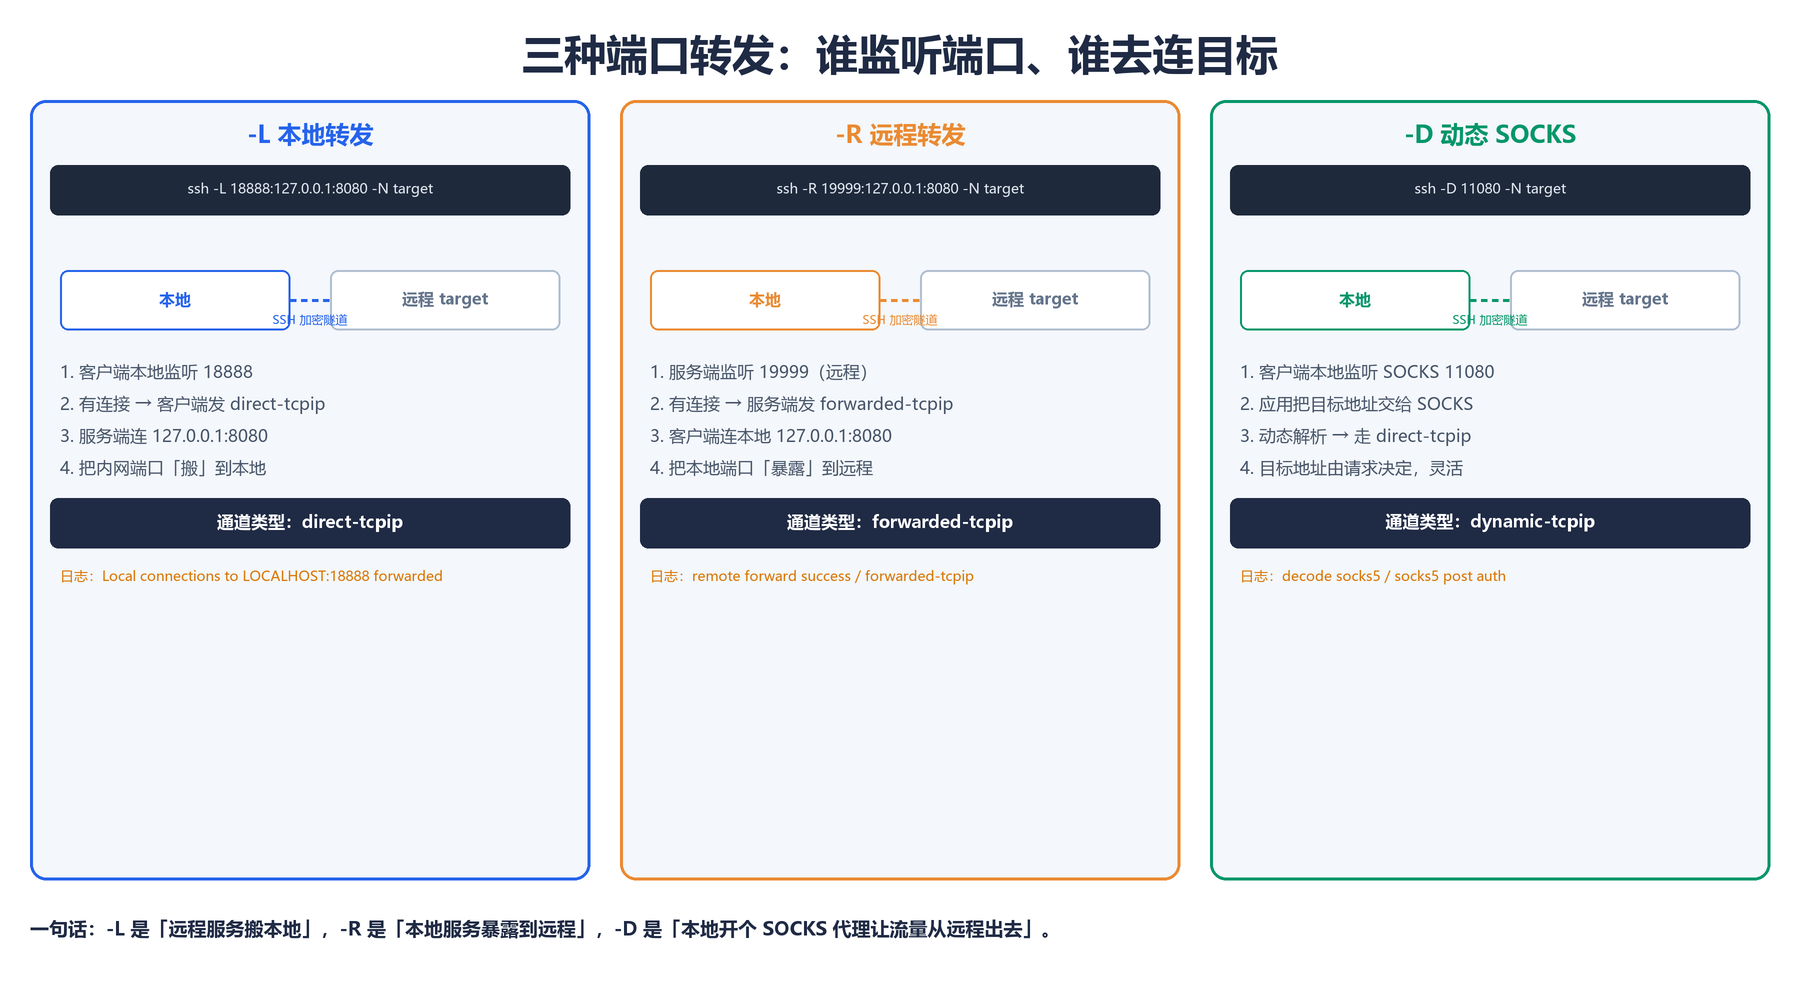 三种端口转发：谁监听端口、谁去连目标
-L 本地转发
ssh -L 18888:127.0.0.1:8080 -N target
本地
远程 target
SSH 加密隧道
1. 客户端本地监听 18888
2. 有连接 → 客户端发 direct-tcpip
3. 服务端连 127.0.0.1:8080
4. 把内网端口「搬」到本地
通道类型：direct-tcpip
日志：Local connections to LOCALHOST:18888 forwarded
-R 远程转发
ssh -R 19999:127.0.0.1:8080 -N target
本地
远程 target
SSH 加密隧道
1. 服务端监听 19999（远程）
2. 有连接 → 服务端发 forwarded-tcpip
3. 客户端连本地 127.0.0.1:8080
4. 把本地端口「暴露」到远程
通道类型：forwarded-tcpip
日志：remote forward success / forwarded-tcpip
-D 动态 SOCKS
ssh -D 11080 -N target
本地
远程 target
SSH 加密隧道
1. 客户端本地监听 SOCKS 11080
2. 应用把目标地址交给 SOCKS
3. 动态解析 → 走 direct-tcpip
4. 目标地址由请求决定，灵活
通道类型：dynamic-tcpip
日志：decode socks5 / socks5 post auth
一句话：-L 是「远程服务搬本地」，-R 是「本地服务暴露到远程」，-D 是「本地开个 SOCKS 代理让流量从远程出去」。